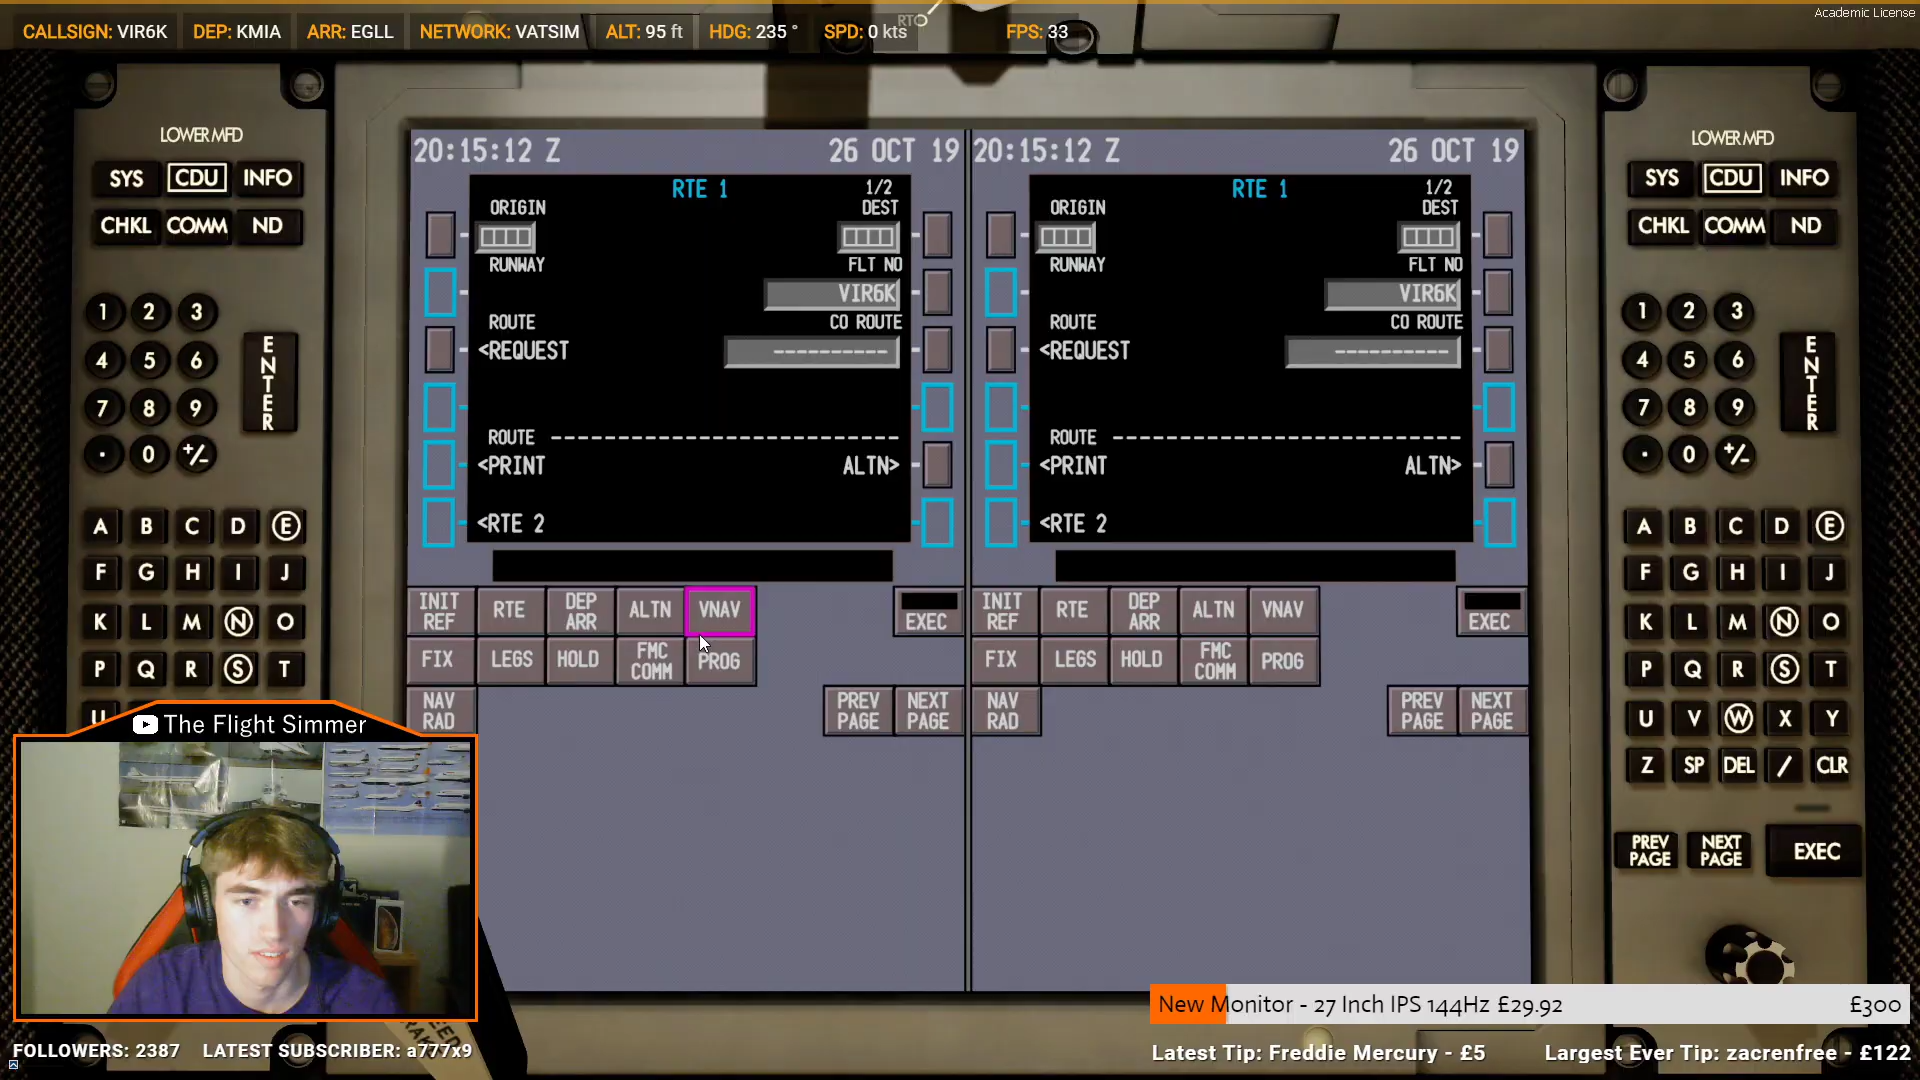 Academic License
CALLSIGN: VIR6K DEP: KMIA ARR: EGLL NETWORK: VATSIM ALT: 95 ft HDG: 235 ° SPD: 0 kts FPS: 33
RTO
LOWER MFD
SYS CDU INFO
CHKL COMM ND
1 2 3
4 5 6
7 8 9
. 0 +/-
ENTER
A B C D E
F G H I J
K L M N O
P Q R S T
U
20:15:12 Z 26 OCT 19
RTE 1 1/2
ORIGIN DEST
RUNWAY FLT NO
VIR6K
ROUTE CO ROUTE
<REQUEST ----------
ROUTE --------------------------
<PRINT ALTN>
<RTE 2
INIT REF RTE DEP ARR ALTN VNAV EXEC
FIX LEGS HOLD FMC COMM PROG
NAV RAD PREV PAGE NEXT PAGE
20:15:12 Z 26 OCT 19
RTE 1 1/2
ORIGIN DEST
RUNWAY FLT NO
VIR6K
ROUTE CO ROUTE
<REQUEST ----------
ROUTE --------------------------
<PRINT ALTN>
<RTE 2
INIT REF RTE DEP ARR ALTN VNAV EXEC
FIX LEGS HOLD FMC COMM PROG
NAV RAD PREV PAGE NEXT PAGE
LOWER MFD
SYS CDU INFO
CHKL COMM ND
1 2 3
4 5 6
7 8 9
. 0 +/-
ENTER
A B C D E
F G H I J
K L M N O
P Q R S T
U V W X Y
Z SP DEL / CLR
PREV PAGE NEXT PAGE EXEC
The Flight Simmer
New Monitor - 27 Inch IPS 144Hz £29.92 £300
FOLLOWERS: 2387 LATEST SUBSCRIBER: a777x9
Latest Tip: Freddie Mercury - £5 Largest Ever Tip: zacrenfree - £122